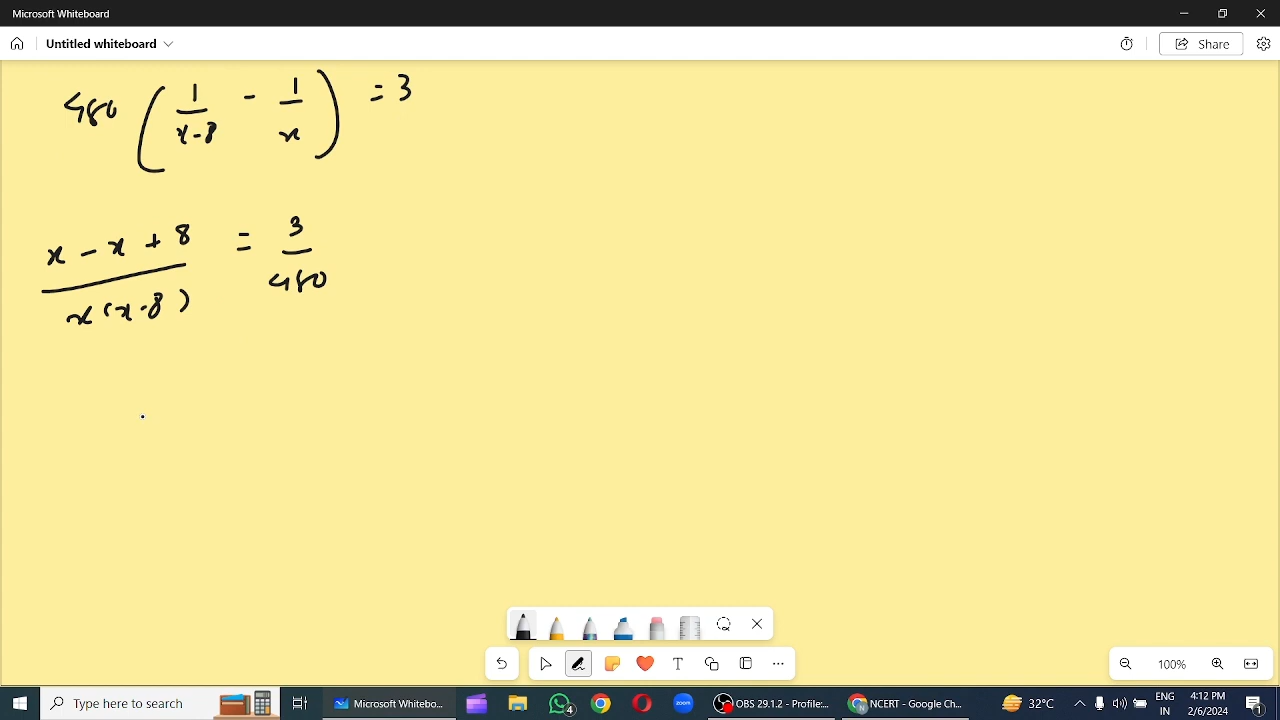 Microsoft Whiteboard
Untitled whiteboard
Share
480 ( 1/(x-8) - 1/x ) = 3
(x - x + 8)/(x(x-8)) = 3/480
100%
Type here to search
Microsoft Whitebo...
4
zoom
OBS 29.1.2 - Profile:...
NCERT - Google Ch...
32°C
ENG
IN
4:12 PM
2/6/2024